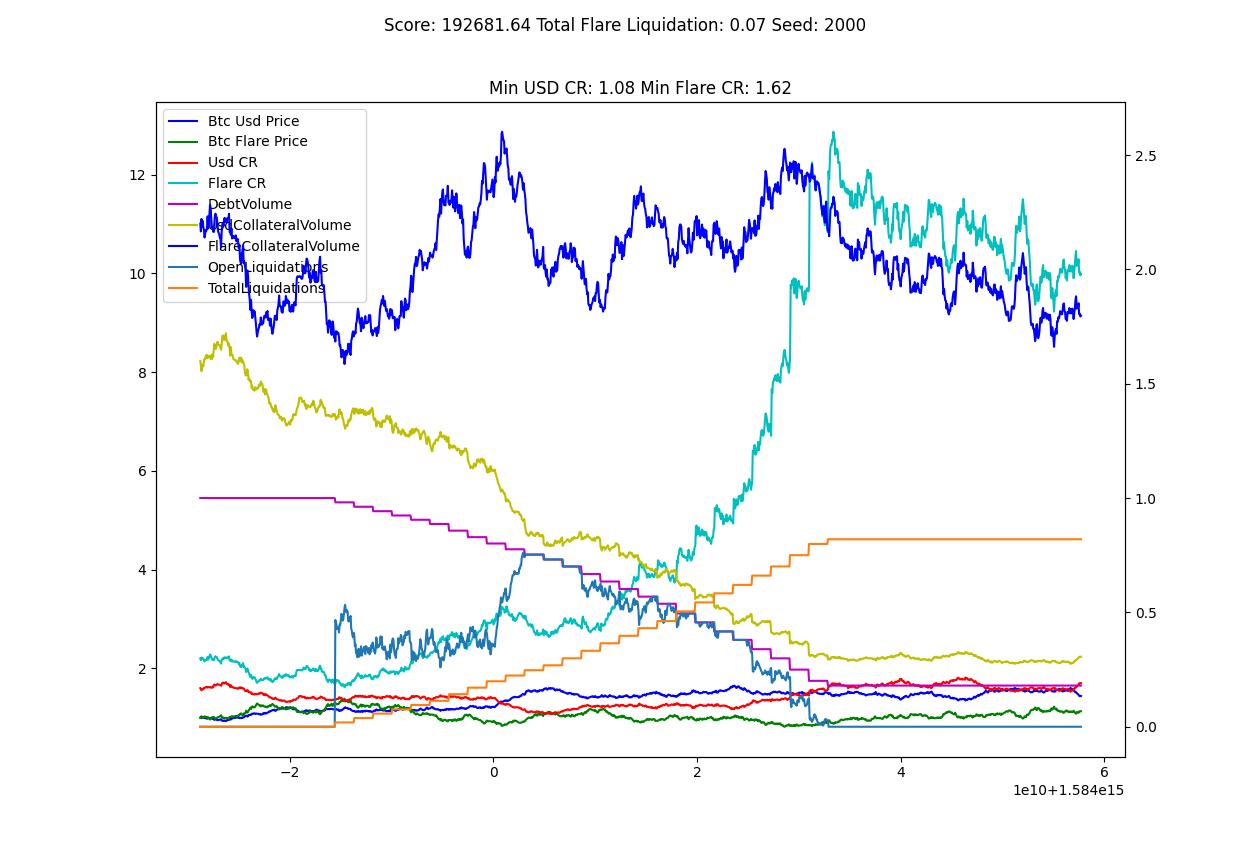 Score: 192681.64 Total Flare Liquidation: 0.07 Seed: 2000
Min USD CR: 1.08 Min Flare CR: 1.62
Btc Usd Price
Btc Flare Price
Usd CR
Flare CR
DebtVolume
UsdCollateralVolume
FlareCollateralVolume
OpenLiquidations
TotalLiquidations
12
10
8
6
4
2
2.5
2.0
1.5
1.0
0.5
0.0
−2
0
2
4
6
1e10+1.584e15